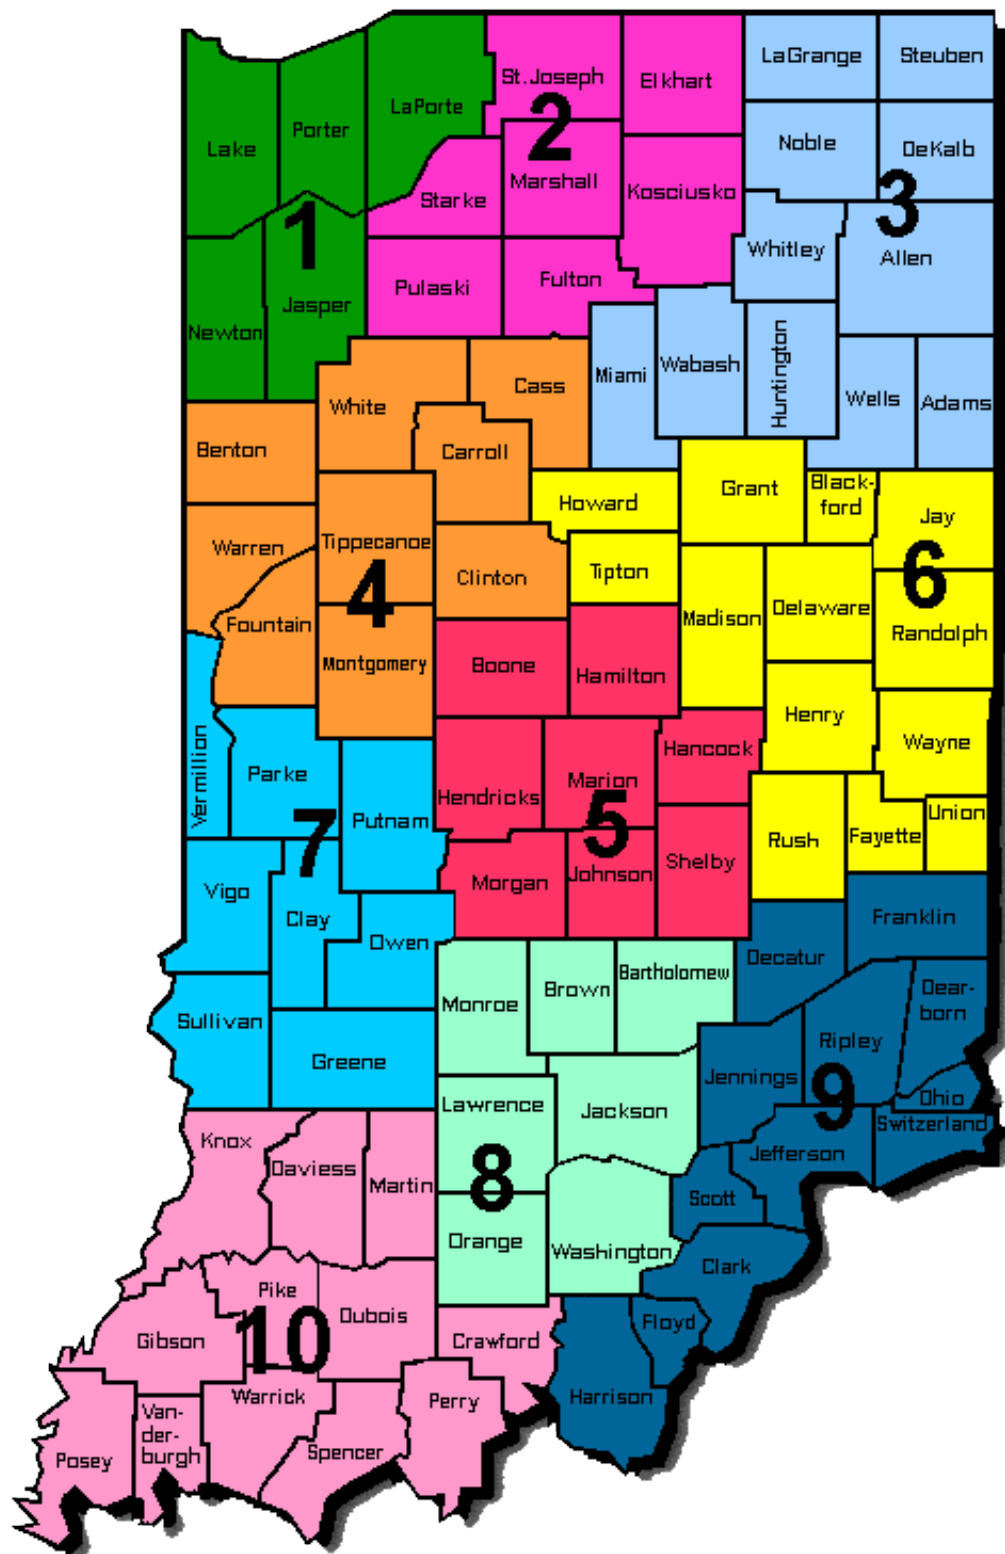 LaGrange
Steuben
St.Joseph
Elkhart
LaPorte
Porter
Lake
2
Noble
DeKalb
Marshall
Kosciusko
Starke
3
1
Whitley
Allen
Pulaski
Fulton
Jasper
Newton
Miami
Wabash
Huntington
Wells
Adams
White
Cass
Benton
Carroll
Howard
Grant
Black-
ford
Jay
Warren
Tippecanoe
Clinton
Tipton
6
4
Madison
Delaware
Randolph
Fountain
Montgomery
Boone
Hamilton
Henry
Wayne
Vermillion
Parke
Hancock
Hendricks
Marion
5
Putnam
7
Rush
Fayette
Union
Vigo
Morgan
Johnson
Shelby
Clay
Owen
Franklin
Decatur
Monroe
Brown
Bartholomew
Dear-
born
Sullivan
Greene
Ripley
Jennings
9
Ohio
Lawrence
Jackson
Switzerland
Knox
Daviess
Martin
8
Jefferson
Scott
Orange
Washington
Clark
Pike
Dubois
10
Gibson
Crawford
Floyd
Harrison
Warrick
Perry
Van-
der-
burgh
Posey
Spencer